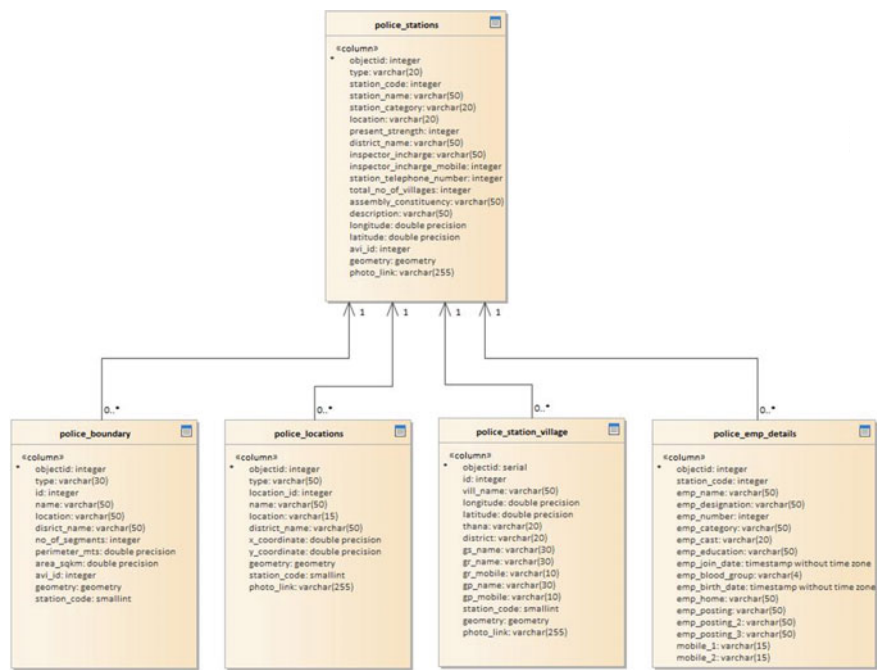 police_stations
«column»
* objectid: integer
type: varchar(20)
station_code: integer
station_name: varchar(50)
station_category: varchar(20)
location: varchar(20)
present_strength: integer
district_name: varchar(50)
inspector_incharge: varchar(50)
inspector_incharge_mobile: integer
station_telephone_number: integer
total_no_of_villages: integer
assembly_constituency: varchar(50)
description: varchar(50)
longitude: double precision
latitude: double precision
avi_id: integer
geometry: geometry
photo_link: varchar(255)
1
1
1
1
0..*
0..*
0..*
0..*
police_boundary
«column»
* objectid: integer
type: varchar(30)
id: integer
name: varchar(50)
location: varchar(50)
disrict_name: varchar(50)
no_of_segments: integer
perimeter_mts: double precision
area_sqkm: double precision
avi_id: integer
geometry: geometry
station_code: smallint
police_locations
«column»
* objectid: integer
type: varchar(50)
location_id: integer
name: varchar(50)
location: varchar(15)
district_name: varchar(50)
x_coordinate: double precision
y_coordinate: double precision
geometry: geometry
station_code: smallint
photo_link: varchar(255)
police_station_village
«column»
* objectid: serial
id: integer
vill_name: varchar(50)
longitude: double precision
latitude: double precision
thana: varchar(20)
district: varchar(20)
gs_name: varchar(30)
gr_name: varchar(30)
gr_mobile: varchar(10)
gp_name: varchar(30)
gp_mobile: varchar(10)
station_code: smallint
geometry: geometry
photo_link: varchar(255)
police_emp_details
«column»
* objectid: integer
station_code: integer
emp_name: varchar(50)
emp_designation: varchar(50)
emp_number: integer
emp_category: varchar(50)
emp_cast: varchar(20)
emp_education: varchar(50)
emp_join_date: timestamp without time zone
emp_blood_group: varchar(4)
emp_birth_date: timestamp without time zone
emp_home: varchar(50)
emp_posting: varchar(50)
emp_posting_2: varchar(50)
emp_posting_3: varchar(50)
mobile_1: varchar(15)
mobile_2: varchar(15)